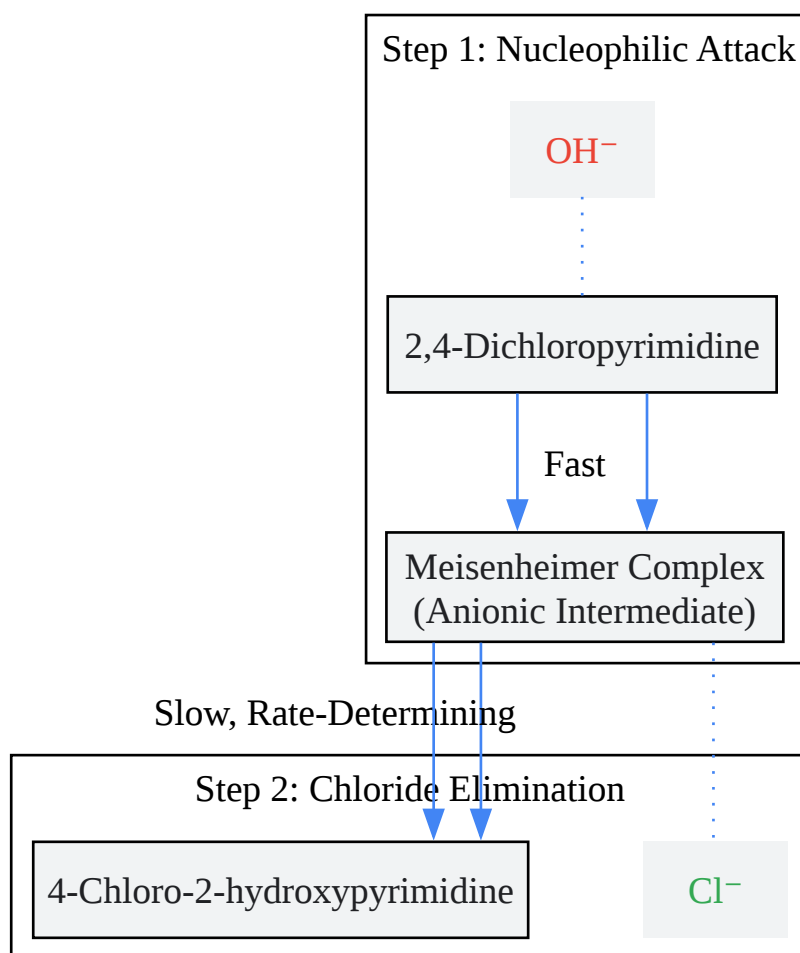 Step 1: Nucleophilic Attack
OH⁻
2,4-Dichloropyrimidine
Fast
Meisenheimer Complex
(Anionic Intermediate)
Slow, Rate-Determining
Step 2: Chloride Elimination
4-Chloro-2-hydroxypyrimidine
Cl⁻